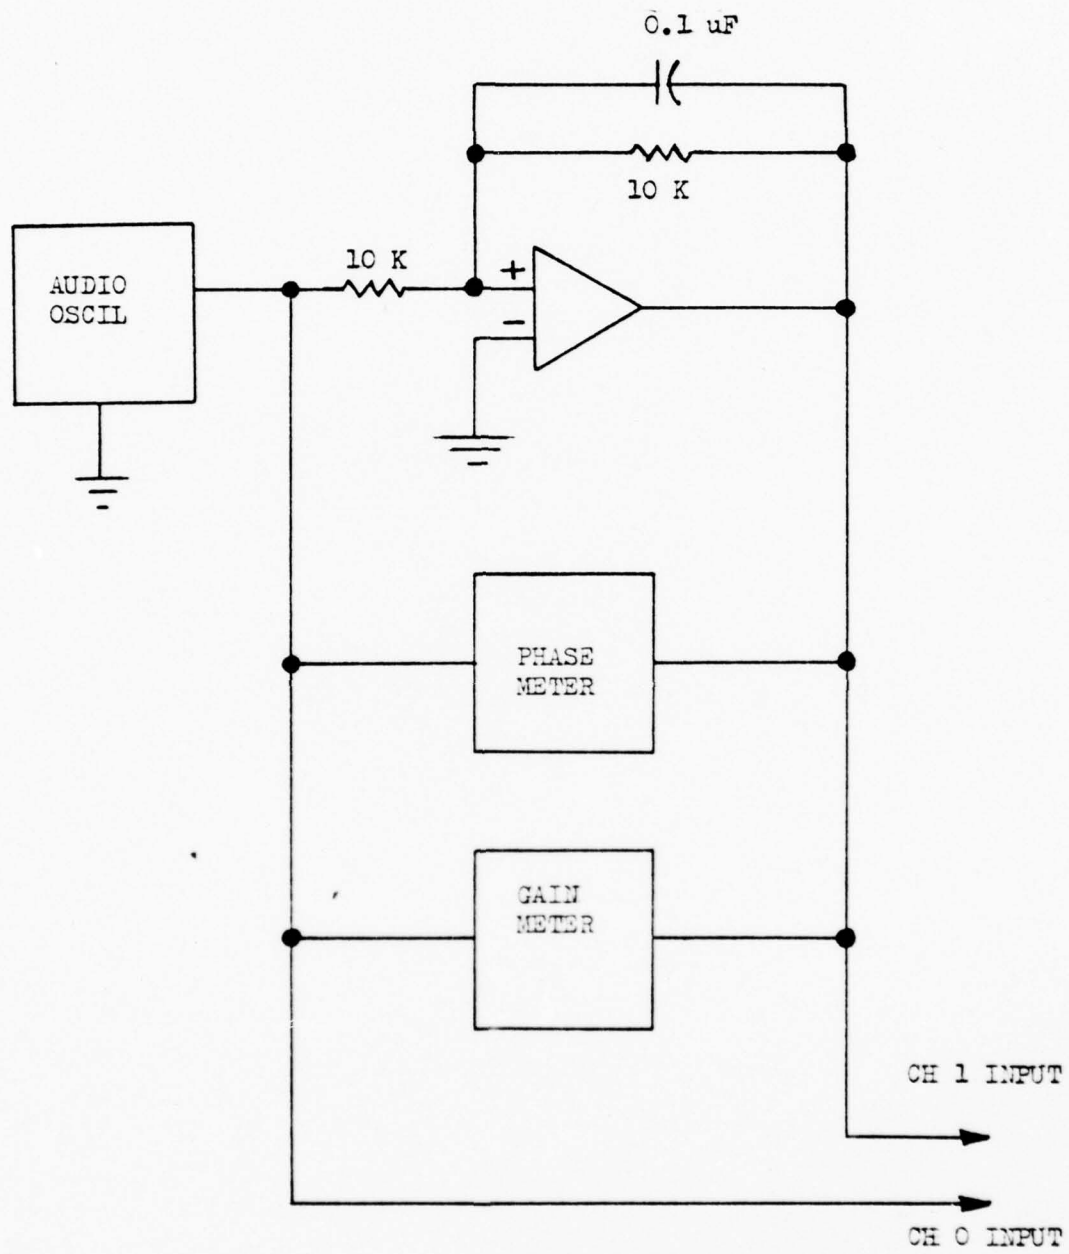 0.1 uF
10 K
10 K
+
-
AUDIO
OSCIL
PHASE
METER
GAIN
METER
CH 1 INPUT
CH 0 INPUT